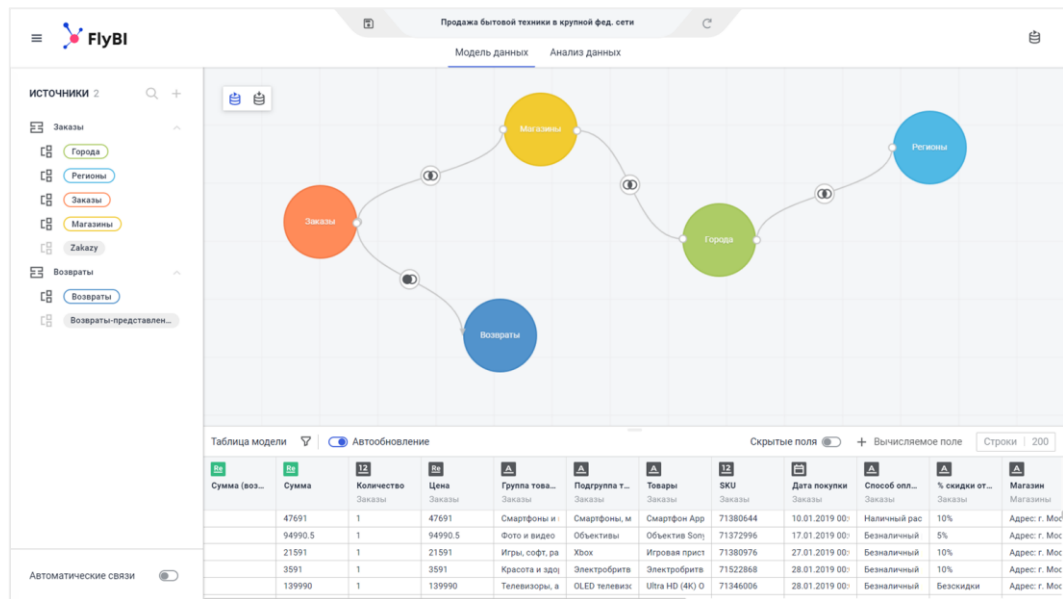 Продажа бытовой техники в крупной фед. сети
FlyBI
Модель данных Анализ данных
ИСТОЧНИКИ 2
Заказы
Города
Регионы
Заказы
Магазины
Zakazy
Возвраты
Возвраты
Возвраты-представлен...
Автоматические связи
Магазины
Регионы
Заказы
Города
Возвраты
Таблица модели Автообновление Скрытые поля + Вычисляемое поле Строки 200
Re Re 12 Re A A A 12 A A A
Сумма (воз... Сумма Количество Цена Группа това... Подгруппа т... Товары SKU Дата покупки Способ опл... % скидки от... Магазин
Заказы Заказы Заказы Заказы Заказы Заказы Заказы Заказы Заказы Магазины
47691 1 47691 Смартфоны и Смартфоны, м Смартфон App 71380644 10.01.2019 00: Наличный рас 10% Адрес: г. Мос
94990.5 1 94990.5 Фото и видео Объективы Объектив Sony 71372996 17.01.2019 00: Безналичный 5% Адрес: г. Мос
21591 1 21591 Игры, софт, ра Xbox Игровая прист 71380976 27.01.2019 00: Безналичный 10% Адрес: г. Мос
3591 1 3591 Красота и здор Электробритв Электробритв 71522868 28.01.2019 00: Безналичный 10% Адрес: г. Мос
139990 1 139990 Телевизоры, а OLED телевизо Ultra HD (4K) O 71346006 28.01.2019 00: Безналичный Безскидки Адрес: г. Мос